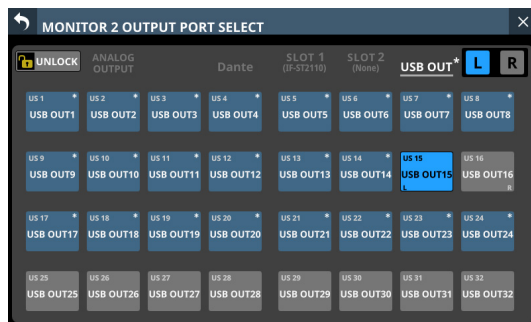 MONITOR 2 OUTPUT PORT SELECT
UNLOCK
ANALOG OUTPUT
Dante
SLOT 1 (IF-ST2110)
SLOT 2 (None)
USB OUT*
L
R
US 1 * US 2 * US 3 * US 4 * US 5 * US 6 * US 7 * US 8 *
USB OUT1 USB OUT2 USB OUT3 USB OUT4 USB OUT5 USB OUT6 USB OUT7 USB OUT8
US 9 * US 10 * US 11 * US 12 * US 13 * US 14 * US 15 US 16
USB OUT9 USB OUT10 USB OUT11 USB OUT12 USB OUT13 USB OUT14 USB OUT15 USB OUT16
L R
US 17 * US 18 * US 19 * US 20 * US 21 * US 22 * US 23 * US 24 *
USB OUT17 USB OUT18 USB OUT19 USB OUT20 USB OUT21 USB OUT22 USB OUT23 USB OUT24
US 25 US 26 US 27 US 28 US 29 US 30 US 31 US 32
USB OUT25 USB OUT26 USB OUT27 USB OUT28 USB OUT29 USB OUT30 USB OUT31 USB OUT32